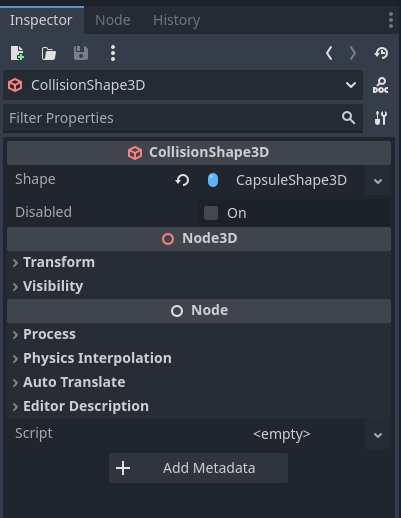 Inspector Node History
CollisionShape3D
DOC
Filter Properties
CollisionShape3D
Shape CapsuleShape3D
Disabled On
Node3D
Transform
Visibility
Node
Process
Physics Interpolation
Auto Translate
Editor Description
Script <empty>
Add Metadata